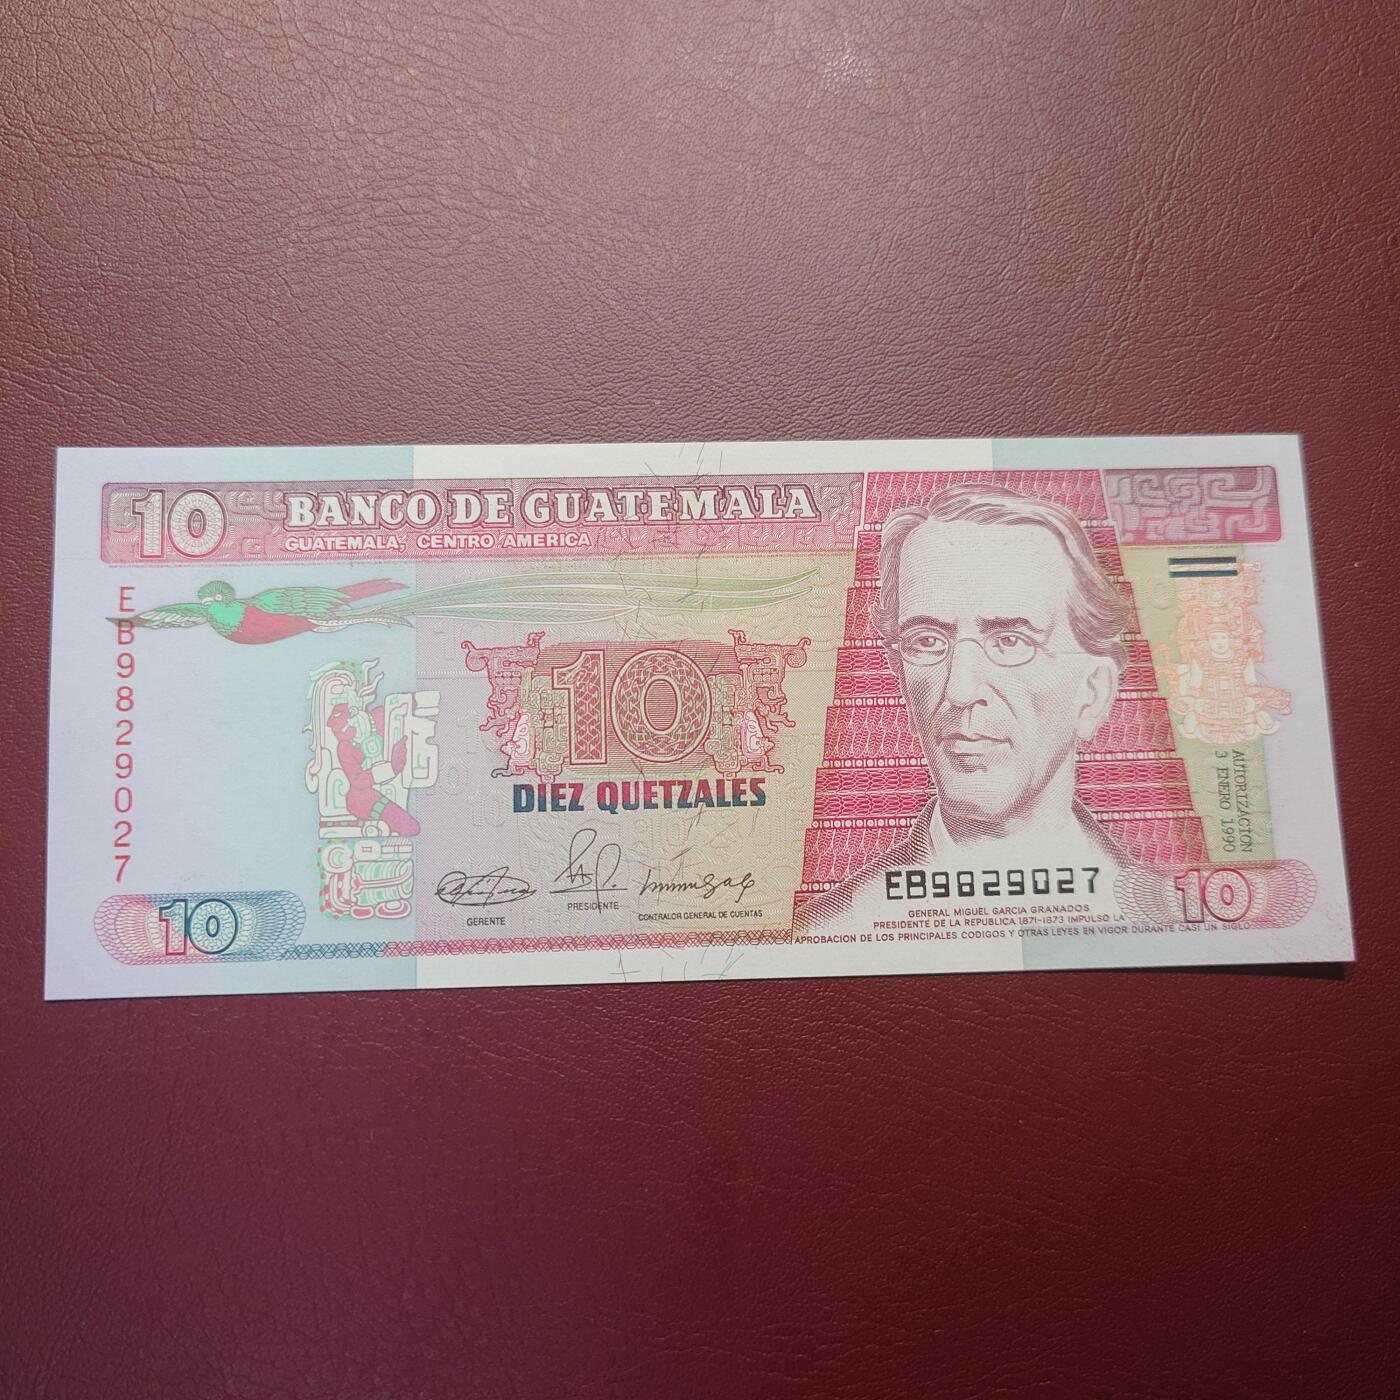 10 BANCO DE GUATEMALA
GUATEMALA, CENTRO AMERICA
EB9829027
10
DIEZ QUETZALES
GERENTE
PRESIDENTE
CONTRALOR GENERAL DE CUENTAS
10
AUTORIZACION
3 ENERO 1990
EB9829027
10
GENERAL MIGUEL GARCIA GRANADOS
PRESIDENTE DE LA REPUBLICA 1871-1873 IMPULSO LA
APROBACION DE LOS PRINCIPALES CODIGOS Y OTRAS LEYES EN VIGOR DURANTE CASI UN SIGLO